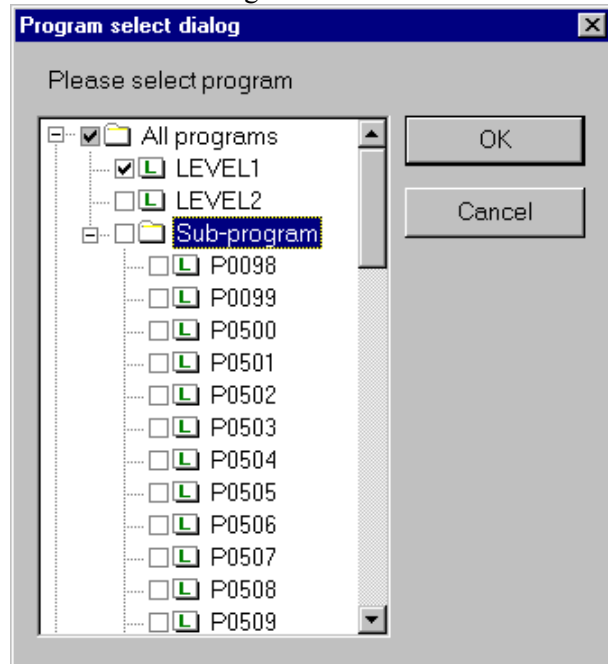 Program select dialog
Please select program
All programs
L LEVEL1
L LEVEL2
Sub-program
L P0098
L P0099
L P0500
L P0501
L P0502
L P0503
L P0504
L P0505
L P0506
L P0507
L P0508
L P0509
OK
Cancel